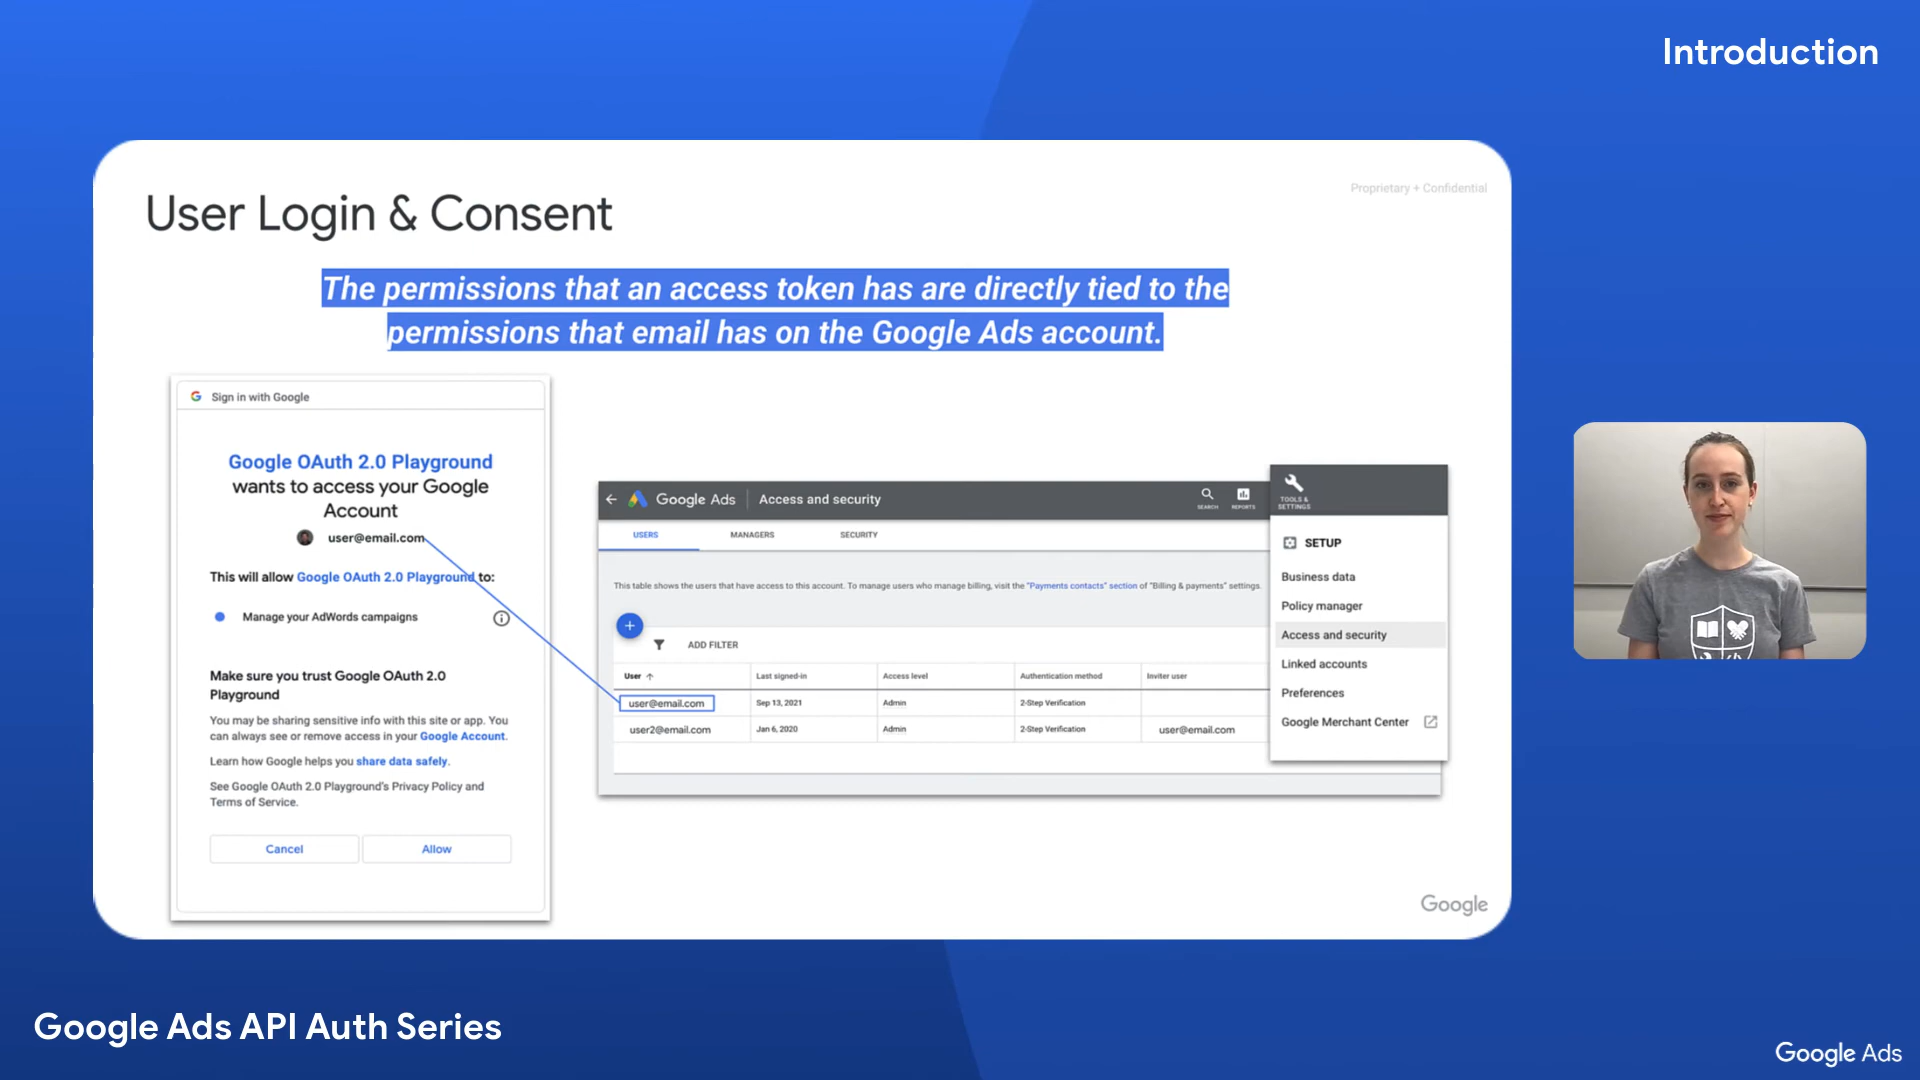 Introduction
Proprietary + Confidential
User Login & Consent
The permissions that an access token has are directly tied to the
permissions that email has on the Google Ads account.
Sign in with Google
Google OAuth 2.0 Playground
wants to access your Google
Account
user@email.com
This will allow Google OAuth 2.0 Playground to:
Manage your AdWords campaigns
Make sure you trust Google OAuth 2.0
Playground
You may be sharing sensitive info with this site or app. You
can always see or remove access in your Google Account.
Learn how Google helps you share data safely.
See Google OAuth 2.0 Playground's Privacy Policy and
Terms of Service.
Cancel Allow
Google Ads Access and security
SEARCH REPORTS
TOOLS &
SETTINGS
USERS MANAGERS SECURITY
This table shows the users that have access to this account. To manage users who manage billing, visit the "Payments contacts" section of "Billing & payments" settings.
ADD FILTER
User Last signed-in Access level Authentication method Inviter user
user@email.com Sep 13, 2021 Admin 2-Step Verification
user2@email.com Jan 6, 2020 Admin 2-Step Verification user@email.com
SETUP
Business data
Policy manager
Access and security
Linked accounts
Preferences
Google Merchant Center
Google
Google Ads API Auth Series
Google Ads